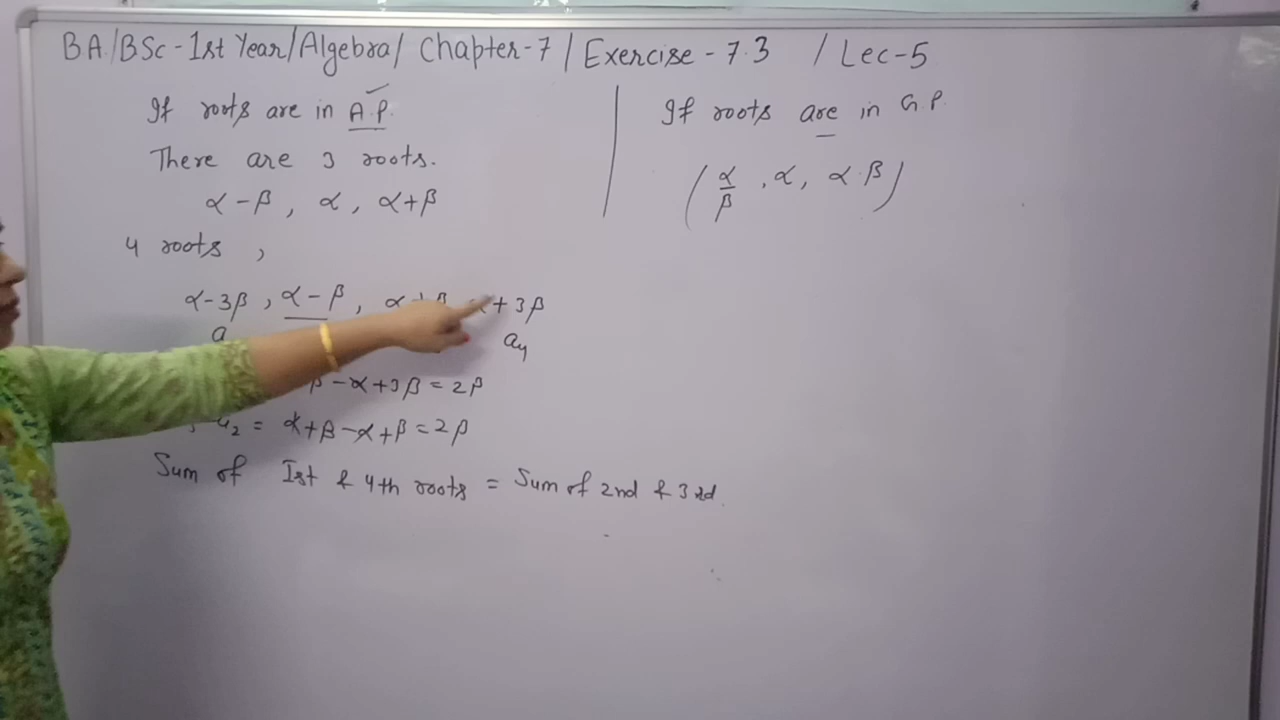 BA/BSc-1st Year/Algebra/ Chapter-7 / Exercise-7.3 / Lec-5
If roots are in A.P.
There are 3 roots.
α-β, α, α+β
4 roots,
α-3β, α-β, α+β + 3β
a a₄
β-α+3β = 2β
= α+β-α+β = 2β
Sum of Ist & 4th roots = Sum of 2nd & 3rd.
If roots are in G.P.
(α/β, α, α.β)